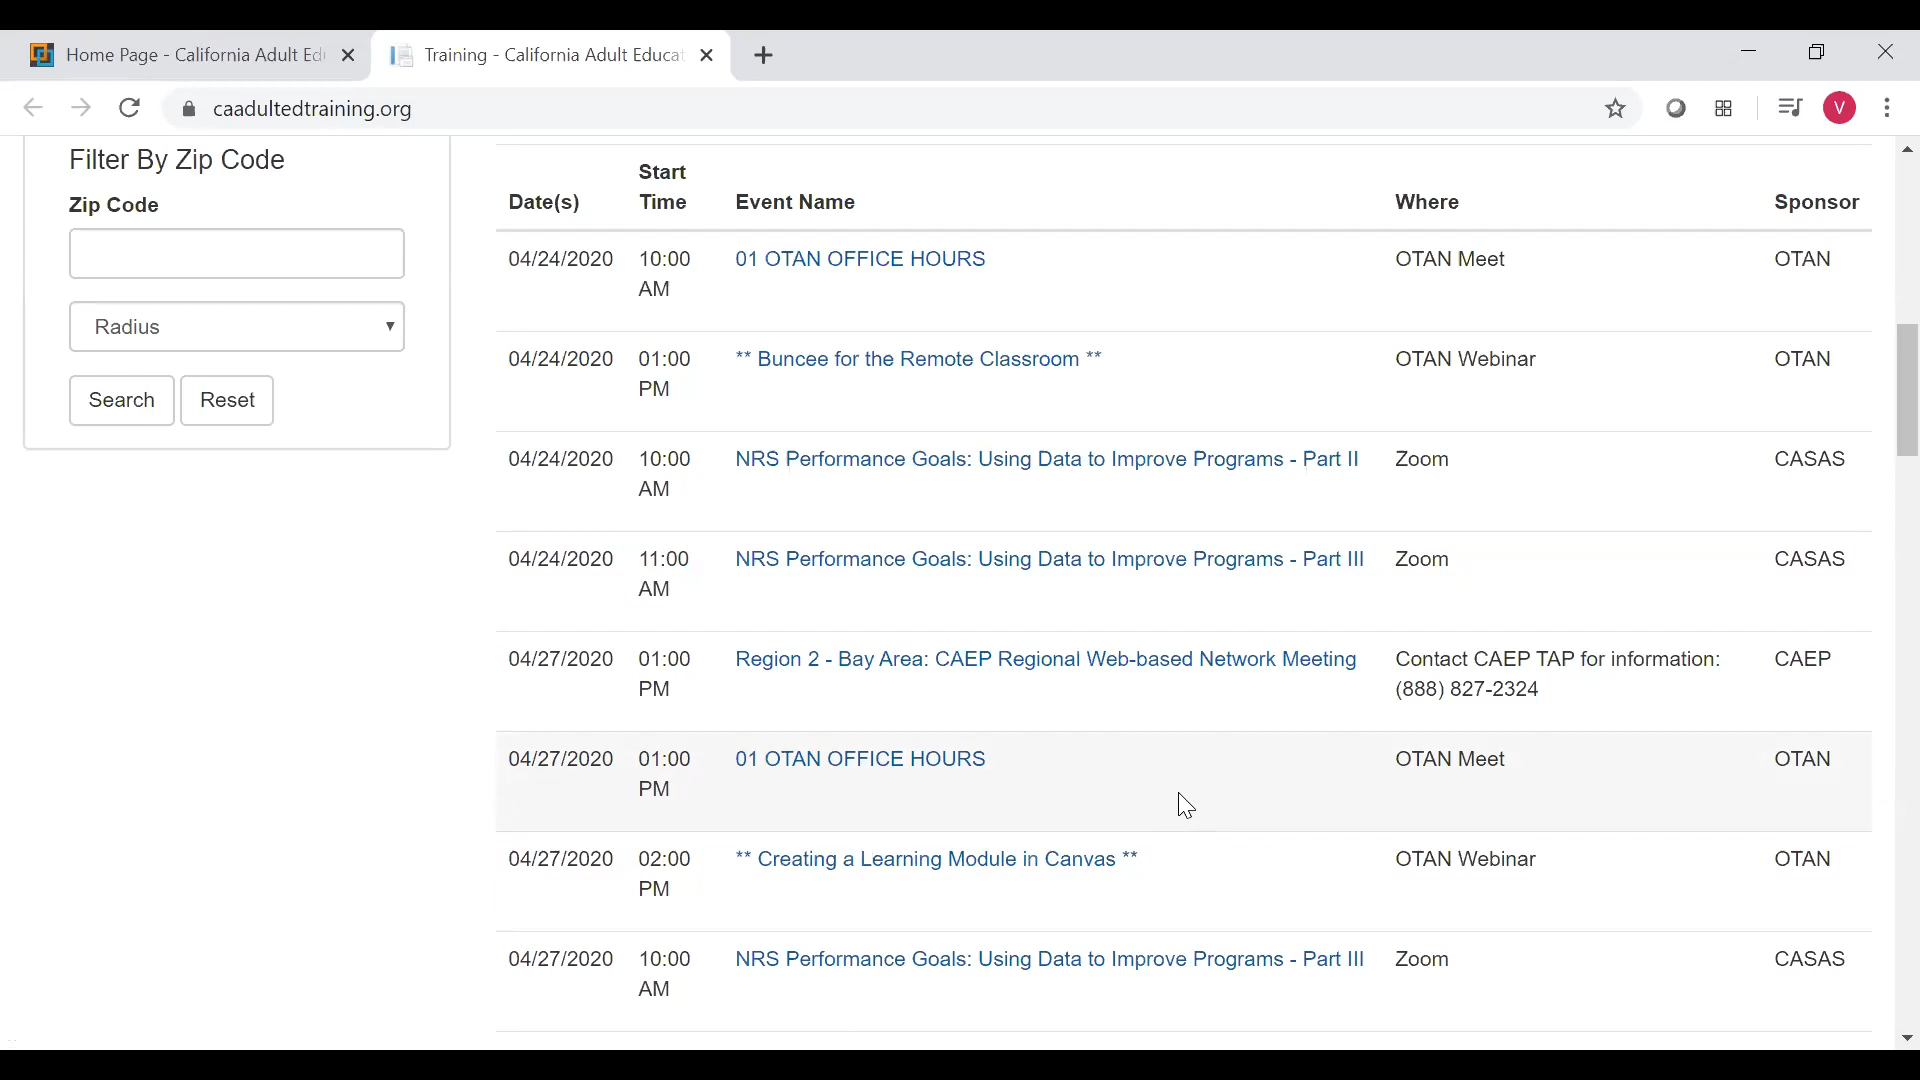 Home Page - California Adult Ed
Training - California Adult Educat
caadultedtraining.org
V
Filter By Zip Code
Zip Code
Radius
Search Reset
Date(s) Start Time Event Name Where Sponsor
04/24/2020 10:00 AM 01 OTAN OFFICE HOURS OTAN Meet OTAN
04/24/2020 01:00 PM ** Buncee for the Remote Classroom ** OTAN Webinar OTAN
04/24/2020 10:00 AM NRS Performance Goals: Using Data to Improve Programs - Part II Zoom CASAS
04/24/2020 11:00 AM NRS Performance Goals: Using Data to Improve Programs - Part III Zoom CASAS
04/27/2020 01:00 PM Region 2 - Bay Area: CAEP Regional Web-based Network Meeting Contact CAEP TAP for information: (888) 827-2324 CAEP
04/27/2020 01:00 PM 01 OTAN OFFICE HOURS OTAN Meet OTAN
04/27/2020 02:00 PM ** Creating a Learning Module in Canvas ** OTAN Webinar OTAN
04/27/2020 10:00 AM NRS Performance Goals: Using Data to Improve Programs - Part III Zoom CASAS